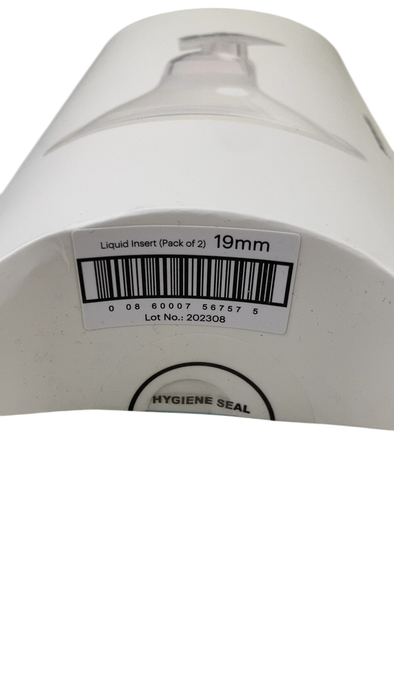 Liquid Insert (Pack of 2) 19mm
0 08 60007 56757 5
Lot No.: 202308
HYGIENE SEAL